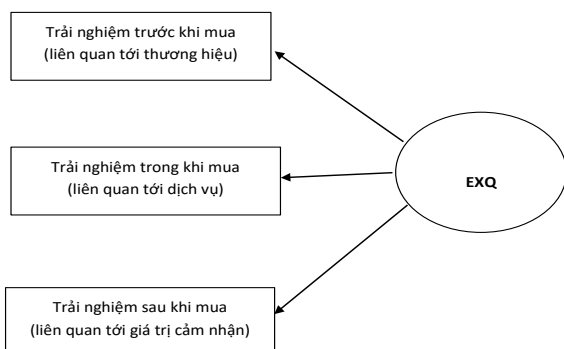 Trải nghiệm trước khi mua
(liên quan tới thương hiệu)
Trải nghiệm trong khi mua
(liên quan tới dịch vụ)
EXQ
Trải nghiệm sau khi mua
(liên quan tới giá trị cảm nhận)